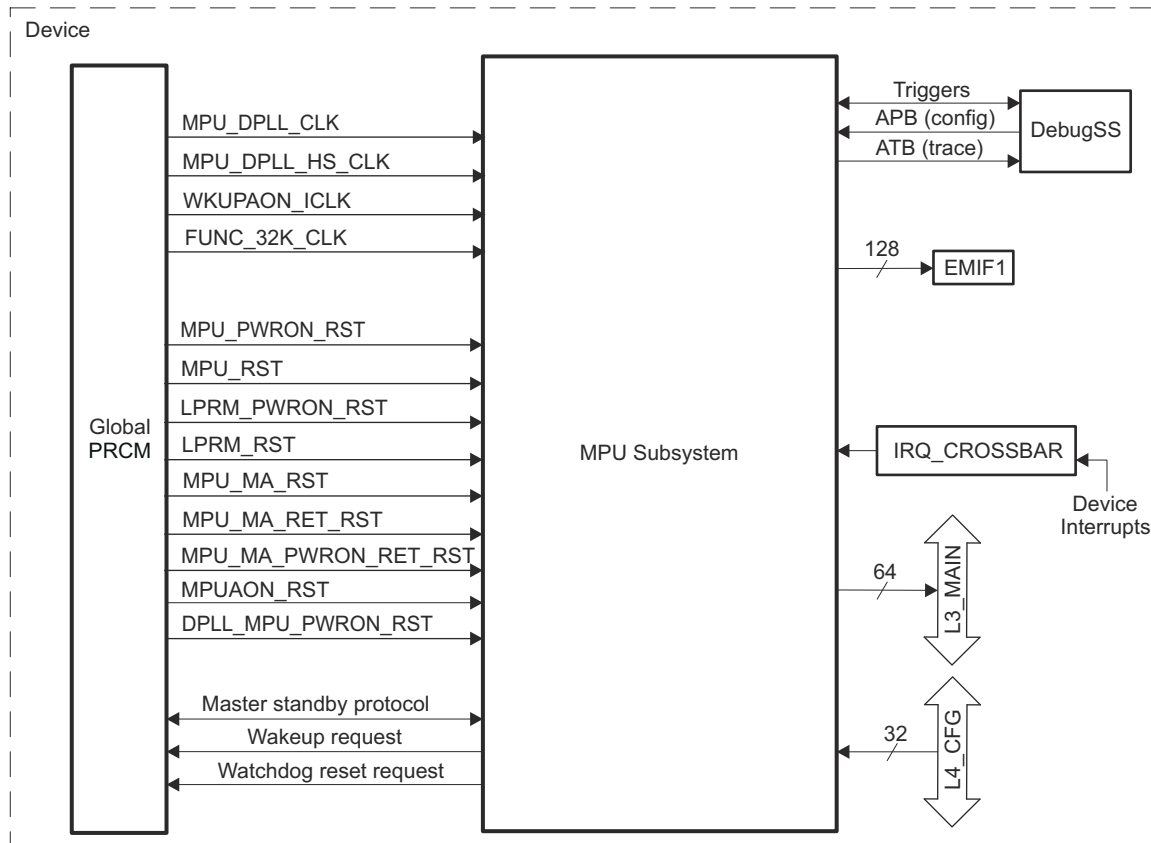 Device
MPU_DPLL_CLK
MPU_DPLL_HS_CLK
WKUPAON_ICLK
FUNC_32K_CLK
MPU_PWRON_RST
MPU_RST
LPRM_PWRON_RST
LPRM_RST
MPU_MA_RST
MPU_MA_RET_RST
MPU_MA_PWRON_RET_RST
MPUAON_RST
DPLL_MPU_PWRON_RST
Master standby protocol
Wakeup request
Watchdog reset request
Global
PRCM
MPU Subsystem
Triggers
APB (config)
ATB (trace)
DebugSS
128
EMIF1
IRQ_CROSSBAR
Device
Interrupts
64
L3_MAIN
32
L4_CFG